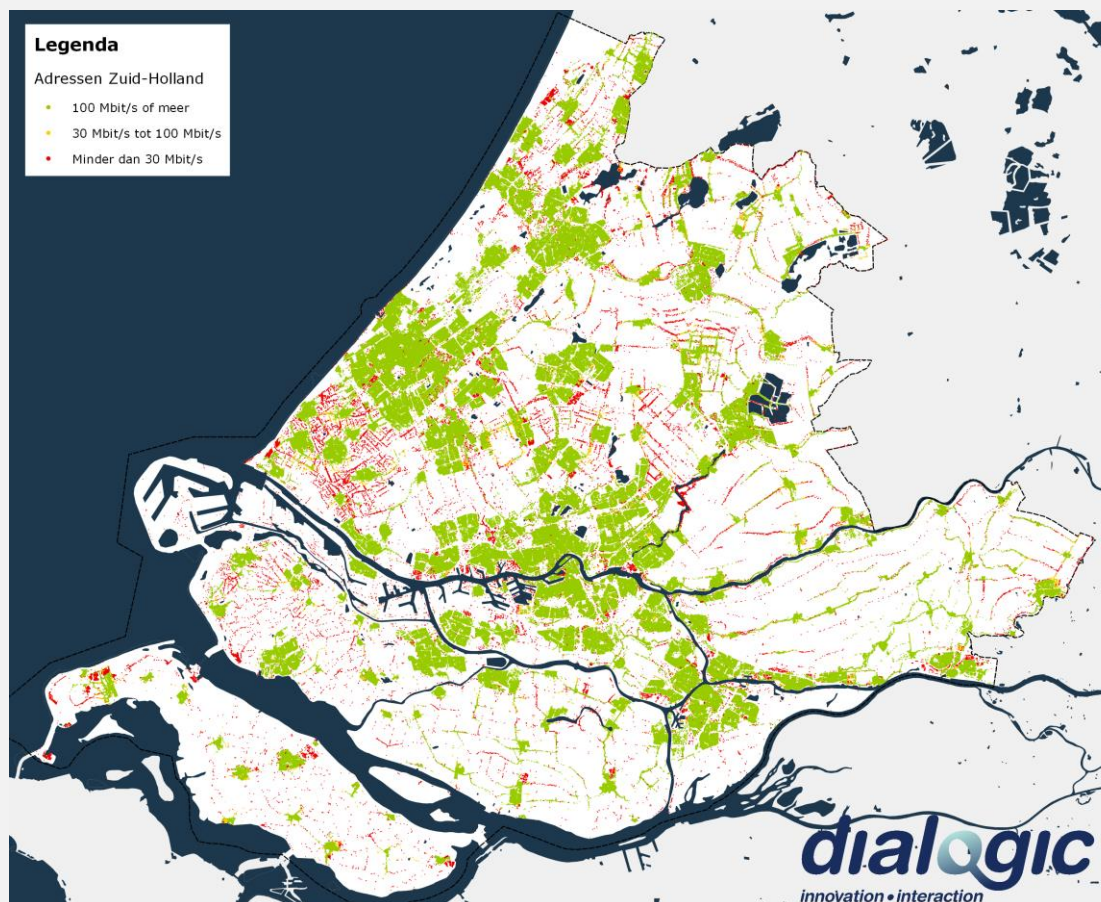 Legenda
Adressen Zuid-Holland
100 Mbit/s of meer
30 Mbit/s tot 100 Mbit/s
Minder dan 30 Mbit/s
dialogic
innovation • interaction